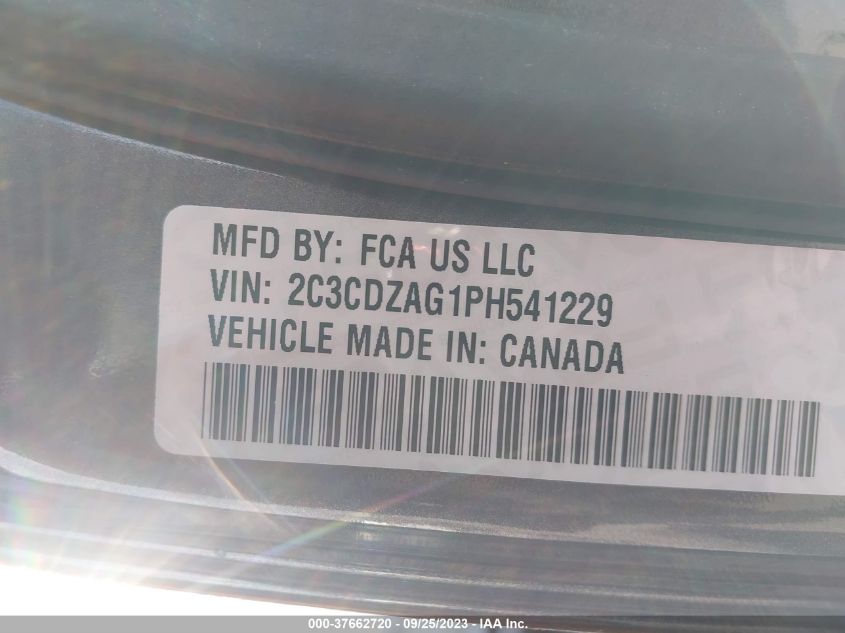 MFD BY: FCA US LLC
VIN: 2C3CDZAG1PH541229
VEHICLE MADE IN: CANADA
000-37662720 - 09/25/2023 - IAA Inc.